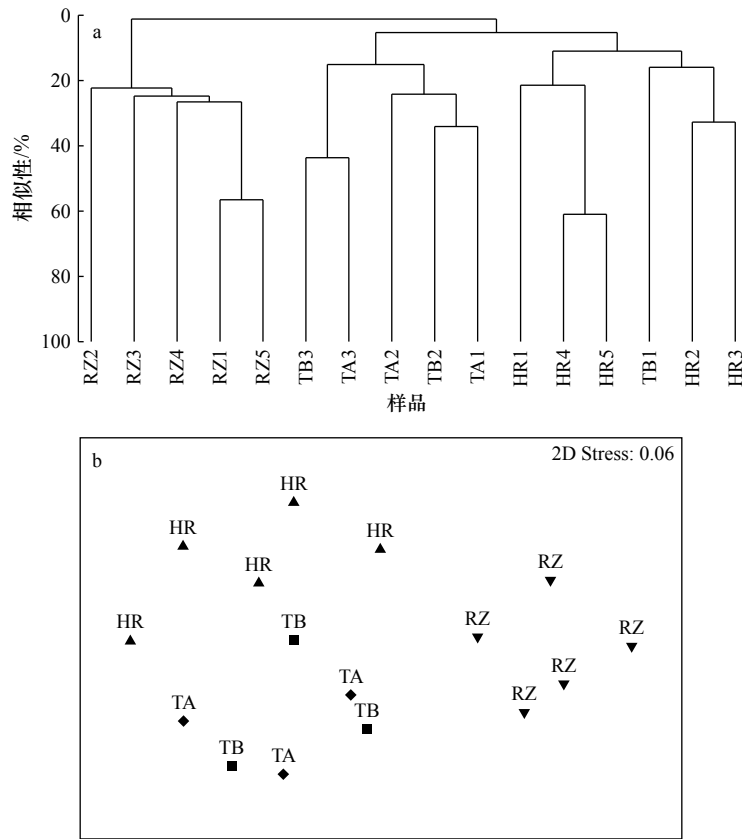 a
0
20
40
60
80
100
相似性/%
RZ2 RZ3 RZ4 RZ1 RZ5 TB3 TA3 TA2 TB2 TA1 HR1 HR4 HR5 TB1 HR2 HR3
样品
b
2D Stress: 0.06
HR
HR
HR
HR
RZ
HR
TB
RZ
RZ
TA
RZ
TA
TB
RZ
TB
TA